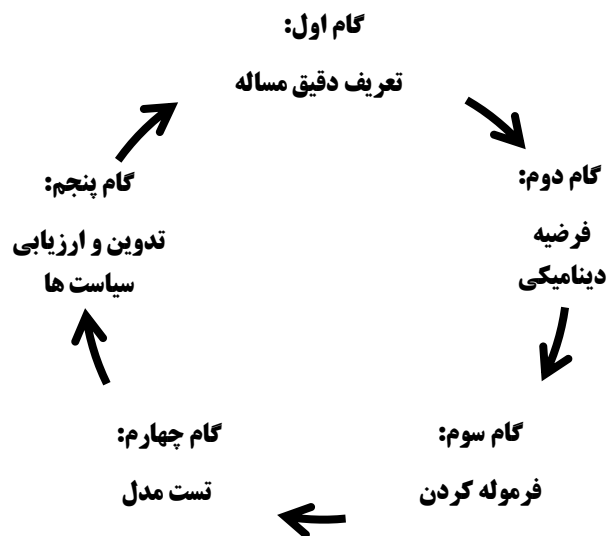 گام اول:
تعریف دقیق مساله
گام دوم:
فرضیه
دینامیکی
گام سوم:
فرموله کردن
گام چهارم:
تست مدل
گام پنجم:
تدوین و ارزیابی
سیاست ها